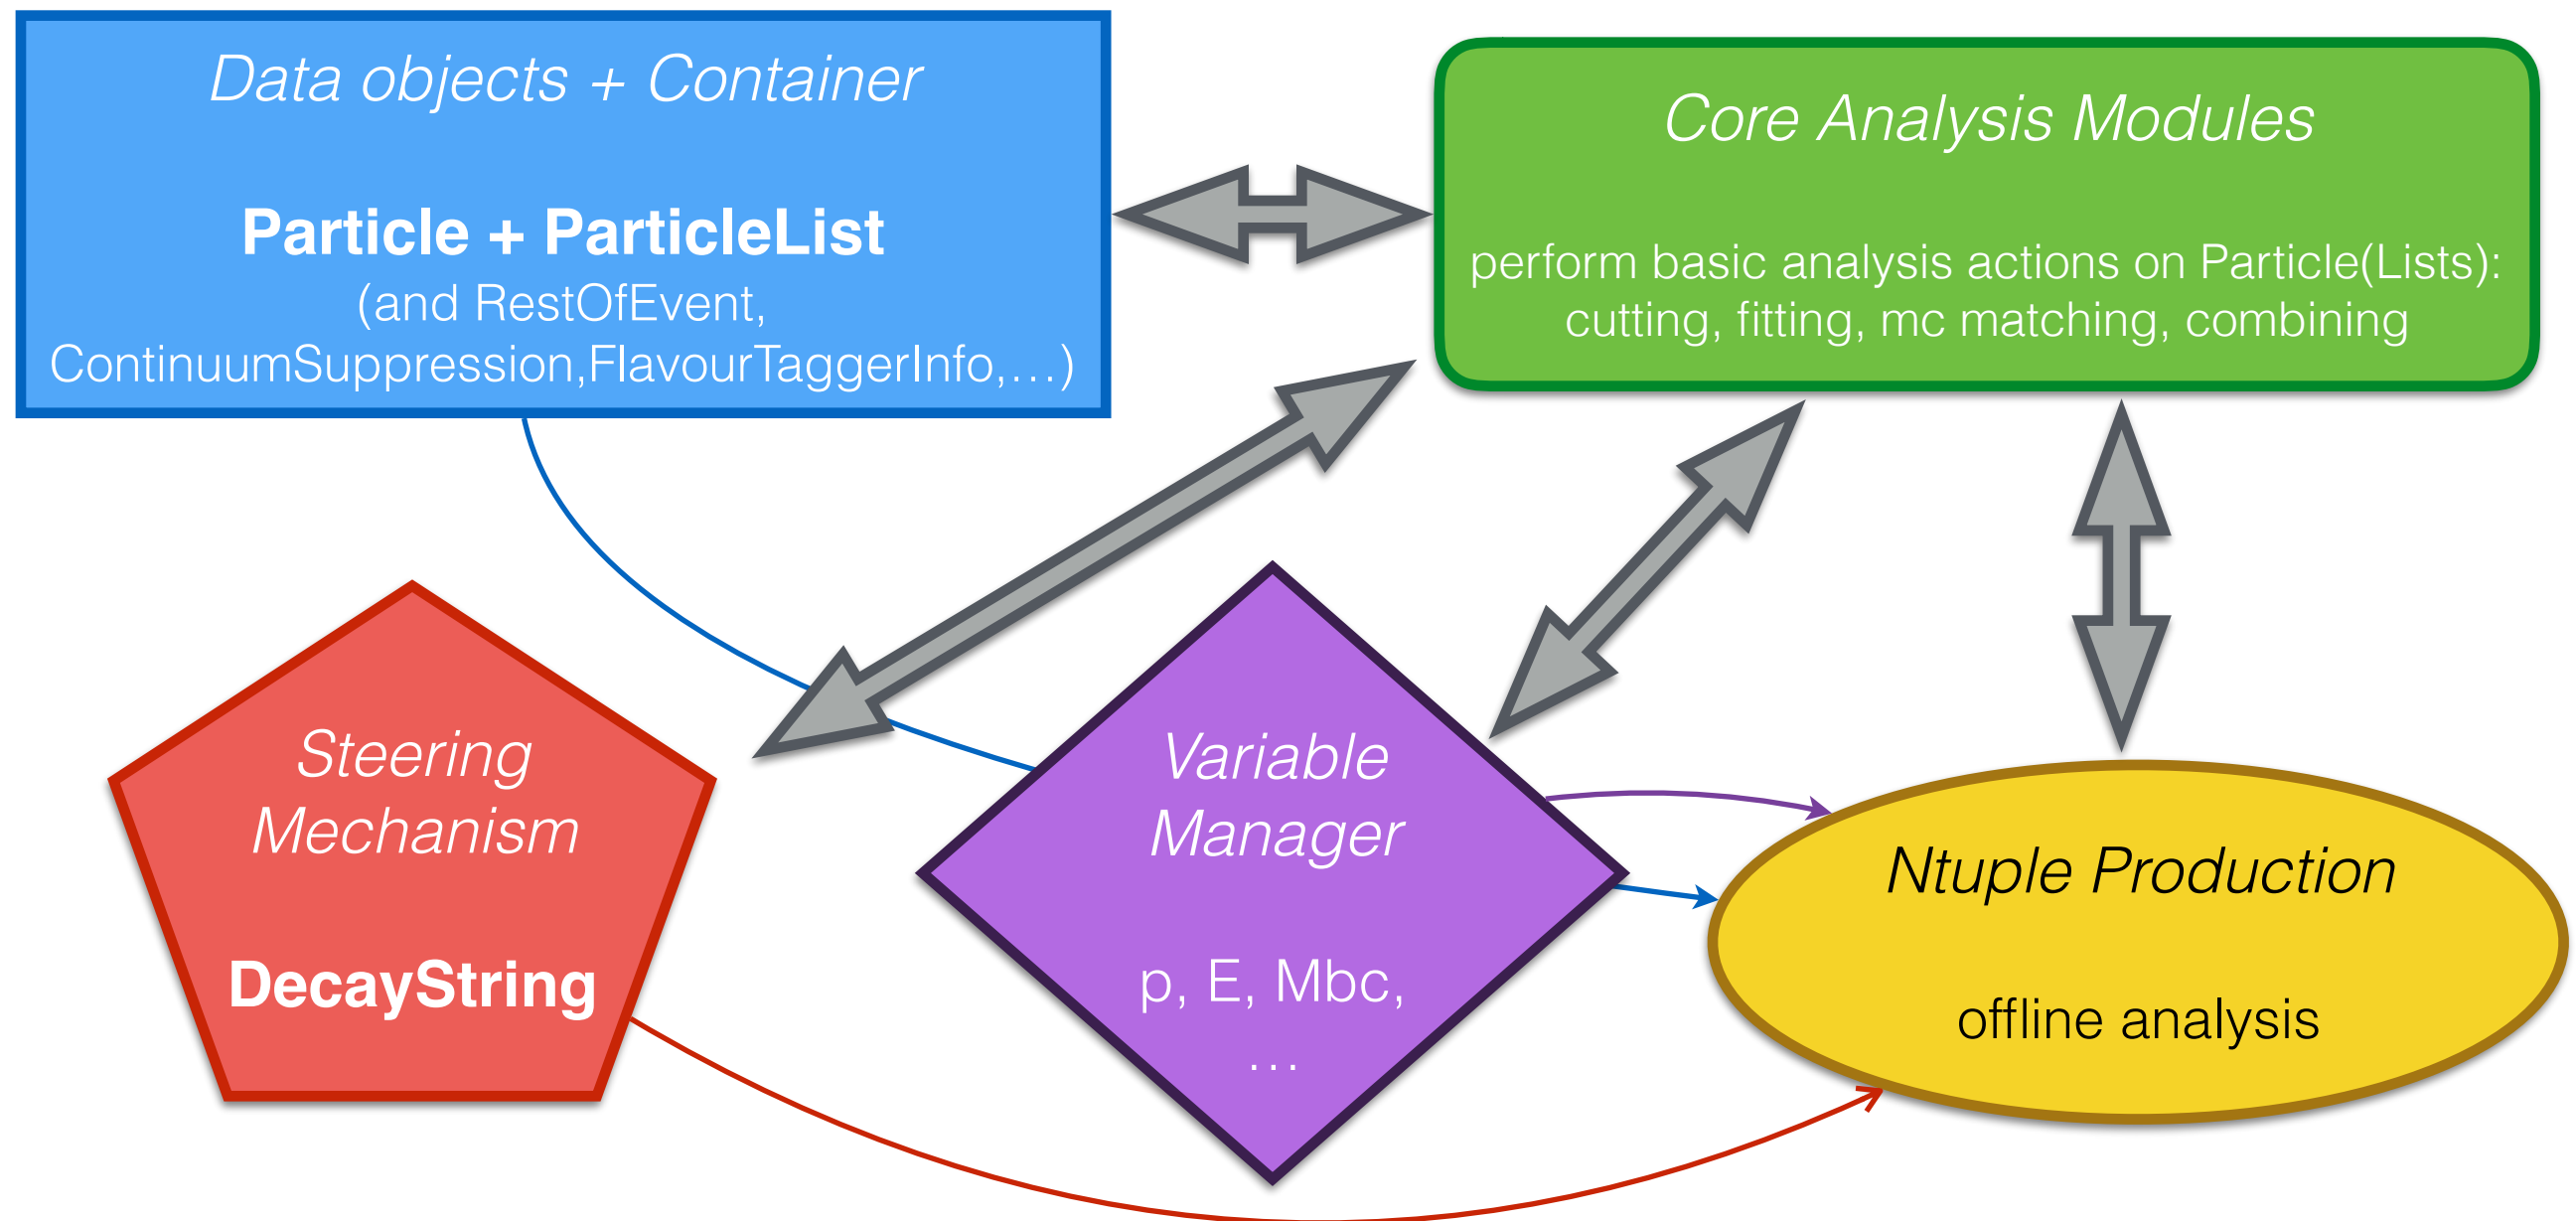 Data objects + Container
Particle + ParticleList
(and RestOfEvent,
ContinuumSuppression,FlavourTaggerInfo,…)
Core Analysis Modules
perform basic analysis actions on Particle(Lists):
cutting, fitting, mc matching, combining
Steering
Mechanism
DecayString
Variable
Manager
p, E, Mbc,
…
Ntuple Production
offline analysis